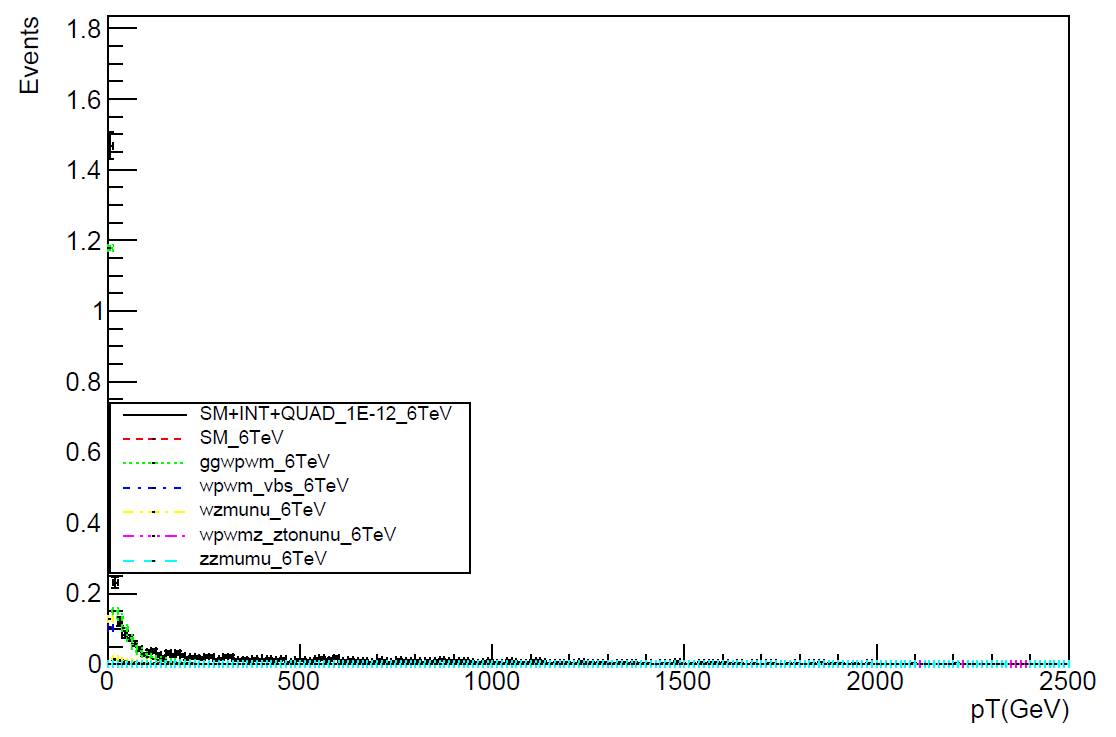 Events
1.8
1.6
1.4
1.2
1
0.8
0.6
0.4
0.2
0
SM+INT+QUAD_1E-12_6TeV
SM_6TeV
ggwpwm_6TeV
wpwm_vbs_6TeV
wzmunu_6TeV
wpwmz_ztonunu_6TeV
zzmumu_6TeV
0 500 1000 1500 2000 2500
pT(GeV)